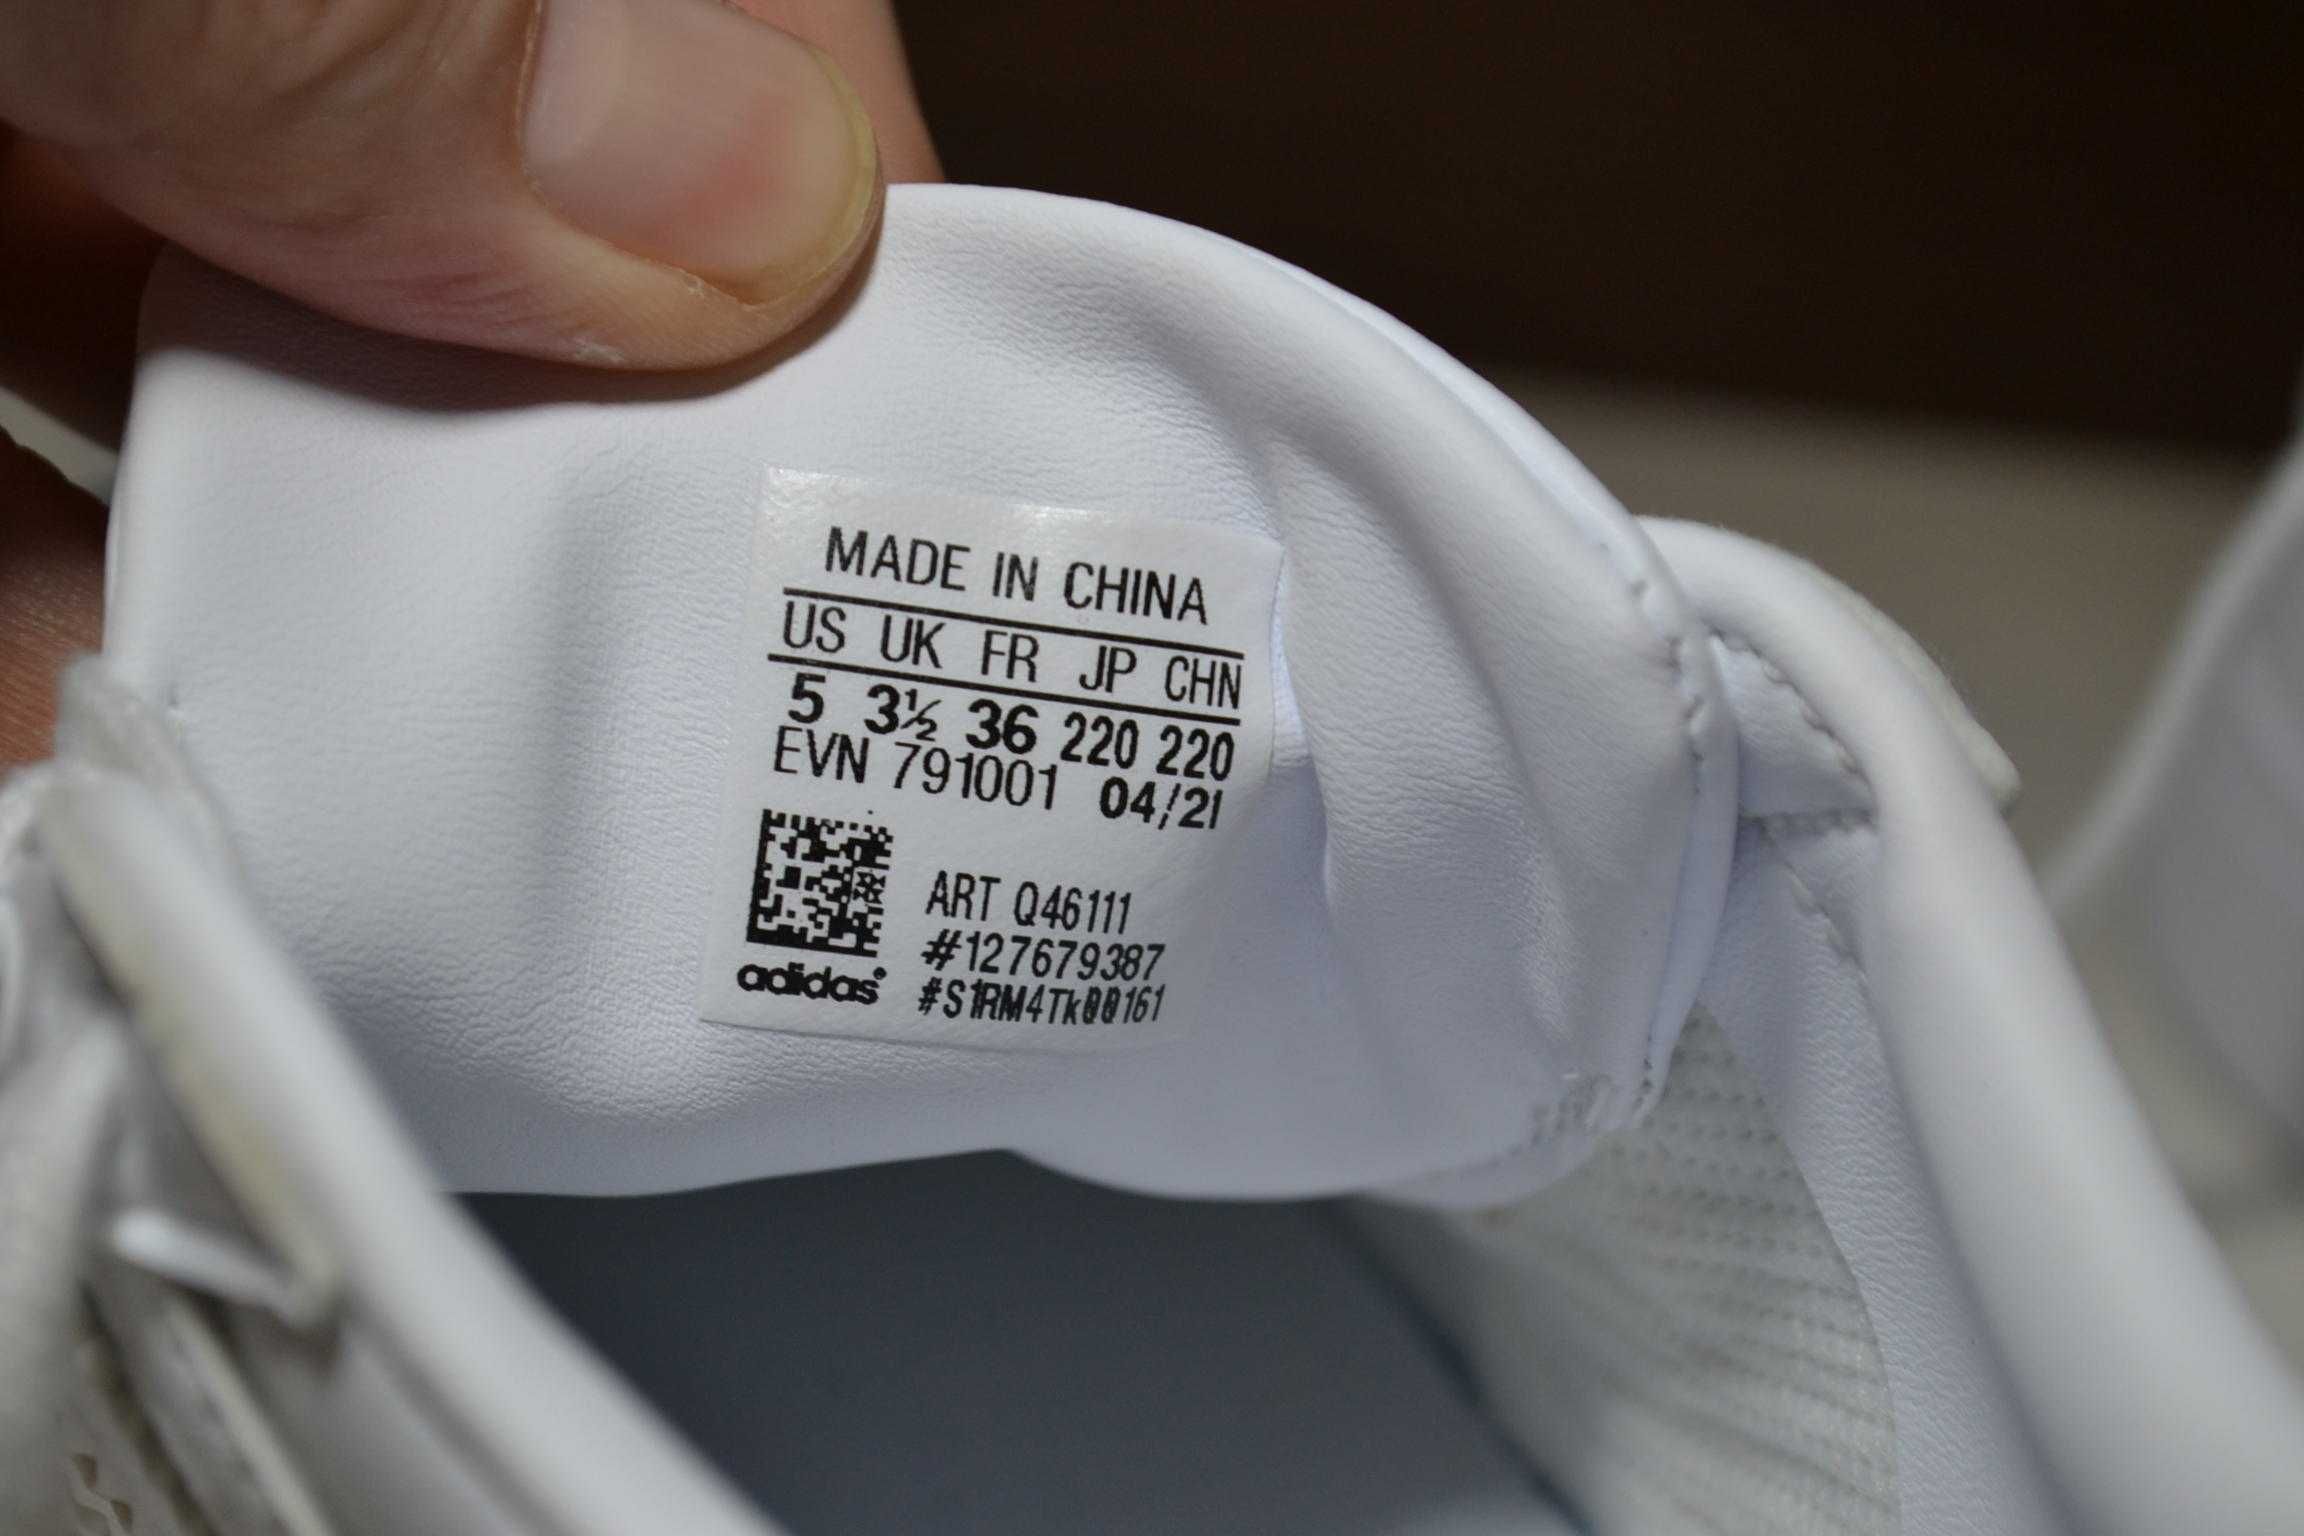 MADE IN CHINA
US UK FR JP CHN
5 3½ 36 220 220
EVN 791001 04/21
ART Q46111
#127679387
adidas®